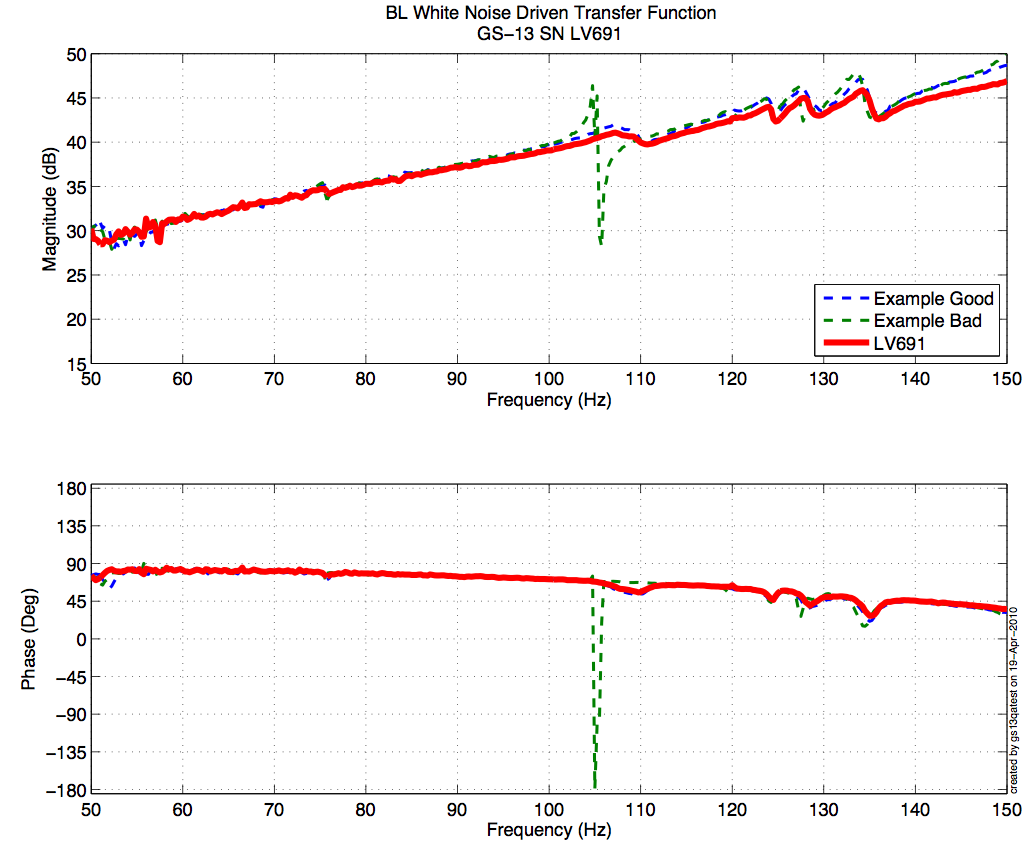 BL White Noise Driven Transfer Function
GS−13 SN LV691
50
45
40
35
30
25
20
15
Magnitude (dB)
Example Good
Example Bad
LV691
50 60 70 80 90 100 110 120 130 140 150
Frequency (Hz)
180
135
90
45
0
−45
−90
−135
−180
Phase (Deg)
50 60 70 80 90 100 110 120 130 140 150
Frequency (Hz)
created by gs13qatest on 19−Apr−2010